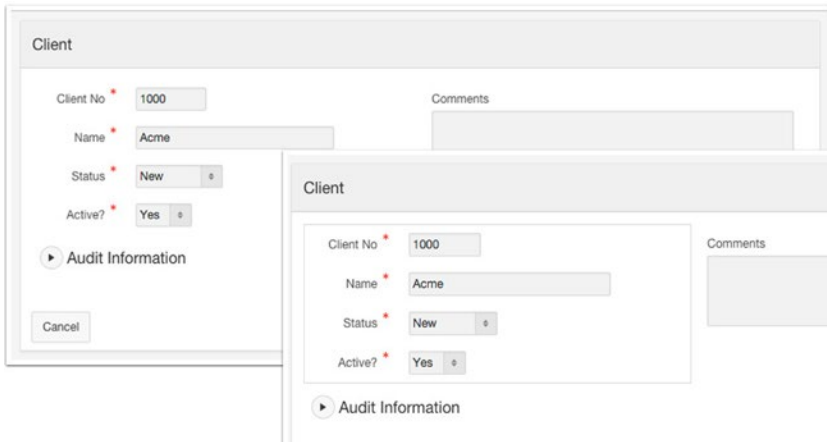 Client
Client No * 1000
Comments
Name * Acme
Status * New
Active? * Yes
Audit Information
Cancel
Client
Client No * 1000
Comments
Name * Acme
Status * New
Active? * Yes
Audit Information